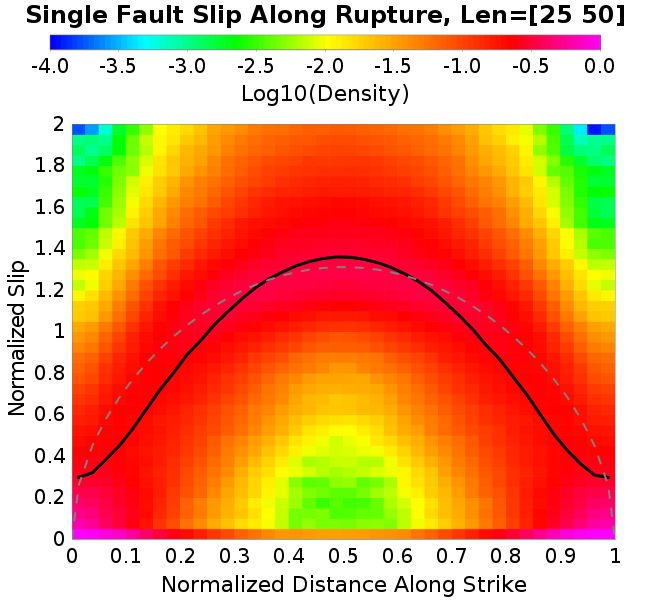 Single Fault Slip Along Rupture, Len=[25 50]
-4.0 -3.5 -3.0 -2.5 -2.0 -1.5 -1.0 -0.5 0.0
Log10(Density)
2
1.8
1.6
1.4
1.2
1
0.8
0.6
0.4
0.2
0
Normalized Slip
0 0.1 0.2 0.3 0.4 0.5 0.6 0.7 0.8 0.9 1
Normalized Distance Along Strike